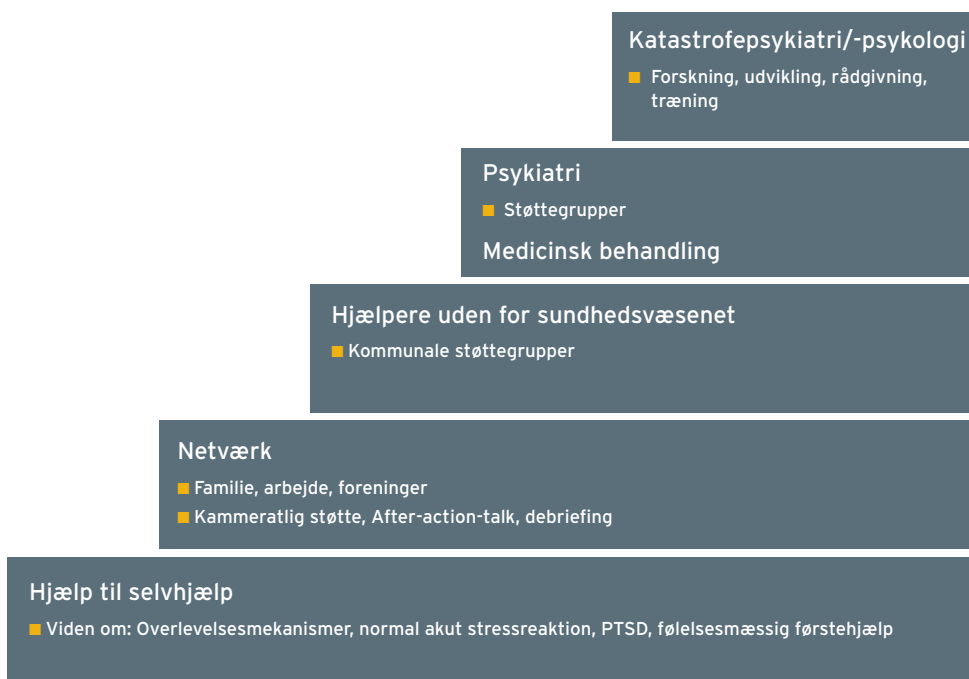 Katastrofepsykiatri/-psykologi
■ Forskning, udvikling, rådgivning,
træning
Psykiatri
■ Støttegrupper
Medicinsk behandling
Hjælpere uden for sundhedsvæsenet
■ Kommunale støttegrupper
Netværk
■ Familie, arbejde, foreninger
■ Kammeratlig støtte, After-action-talk, debriefing
Hjælp til selvhjælp
■ Viden om: Overlevelsesmekanismer, normal akut stressreaktion, PTSD, følelsesmæssig førstehjælp